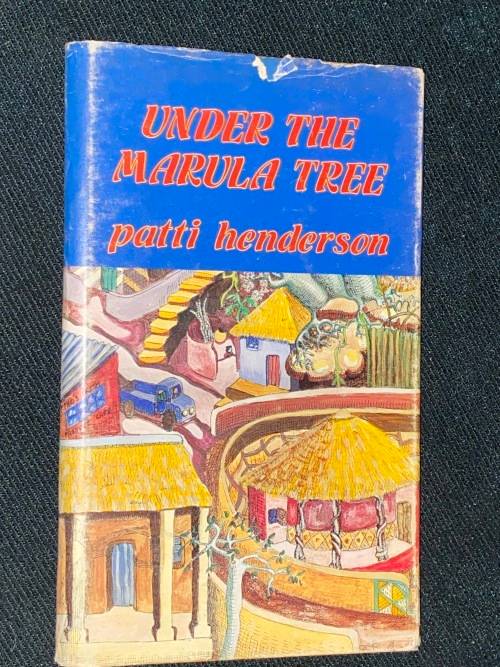 UNDER THE
MARULA TREE
patti henderson